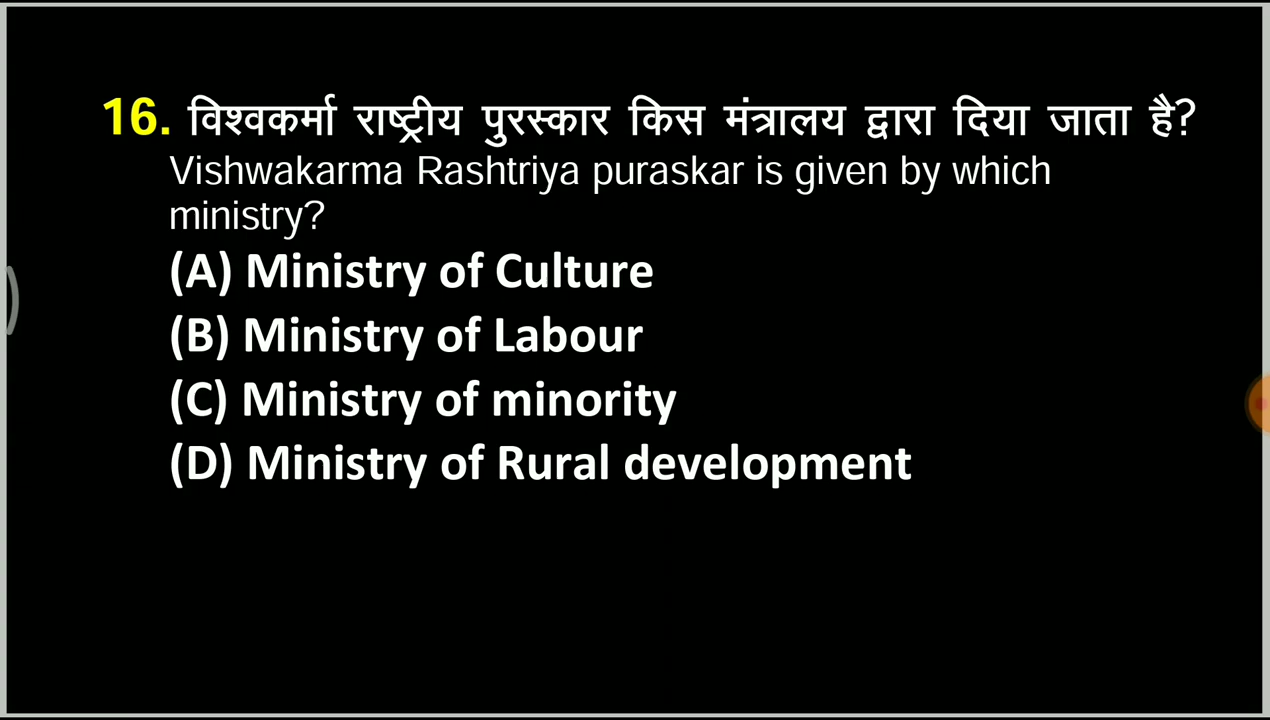 16. विश्वकर्मा राष्ट्रीय पुरस्कार किस मंत्रालय द्वारा दिया जाता है?
Vishwakarma Rashtriya puraskar is given by which
ministry?
(A) Ministry of Culture
(B) Ministry of Labour
(C) Ministry of minority
(D) Ministry of Rural development